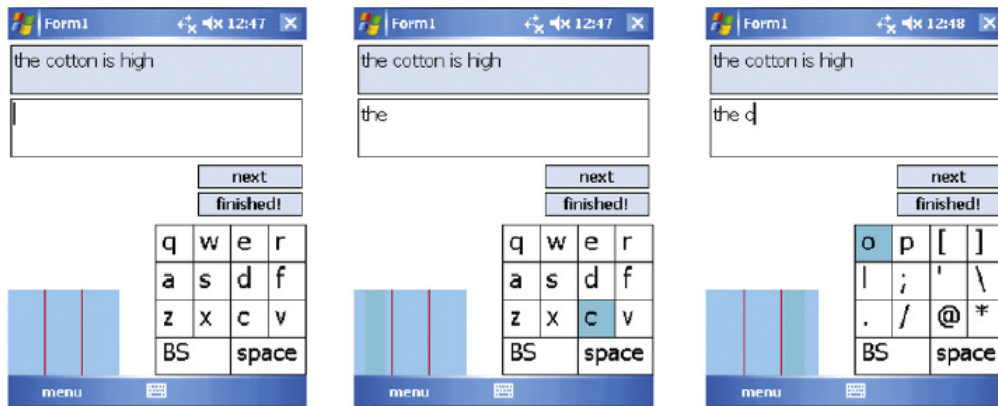 Form1 12:47
the cotton is high
next
finished!
q w e r
a s d f
z x c v
BS space
menu
Form1 12:47
the cotton is high
the
next
finished!
q w e r
a s d f
z x c v
BS space
menu
Form1 12:48
the cotton is high
the c
next
finished!
o p [ ]
l ; ' \
. / @ *
BS space
menu